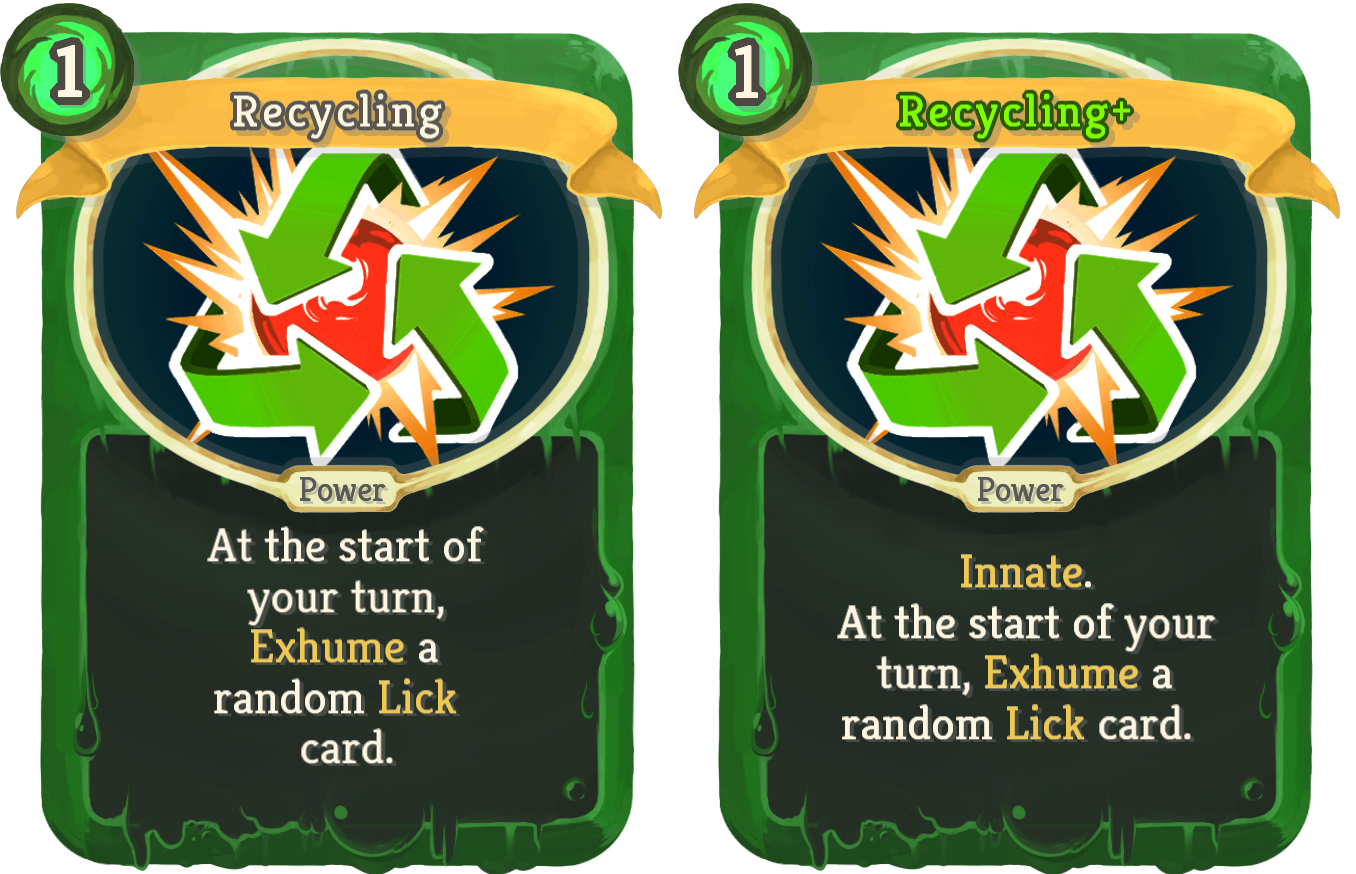 1
Recycling
Power
At the start of
your turn,
Exhume a
random Lick
card.
1
Recycling+
Power
Innate.
At the start of your
turn, Exhume a
random Lick card.